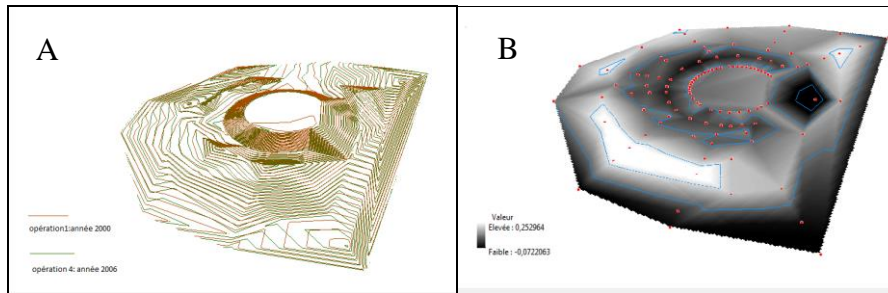 A
opération1:année 2000
opération 4: année 2006
B
Valeur
Elevée : 0,252964
Faible : -0,0722063